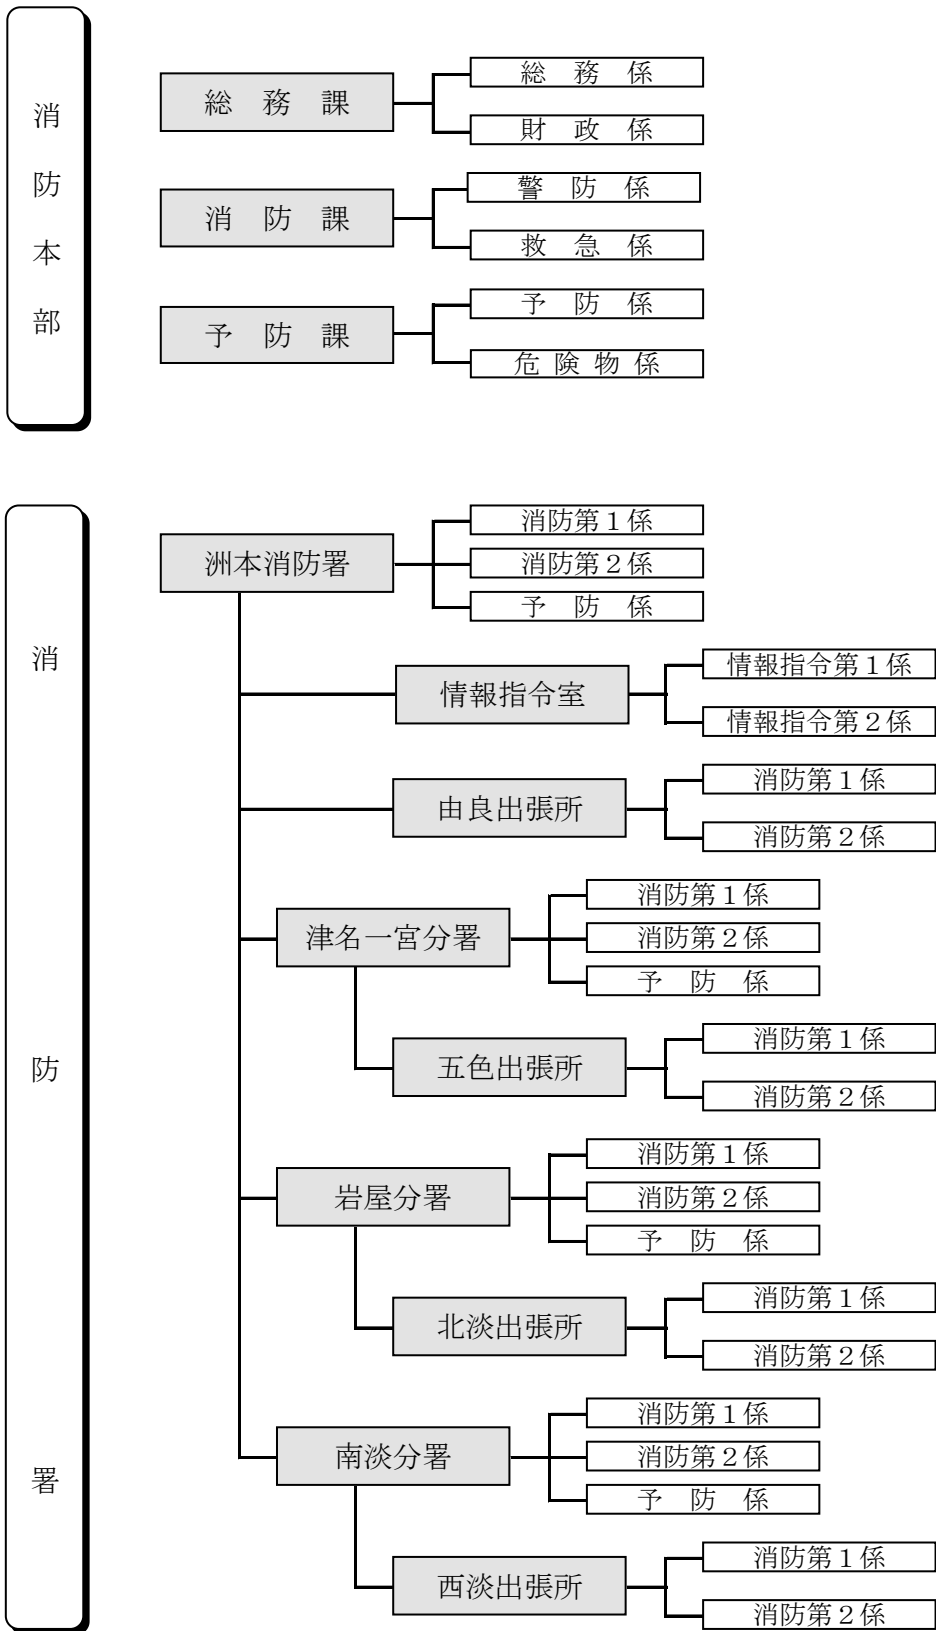 消防本部
総務課
総務係
財政係
消防課
警防係
救急係
予防課
予防係
危険物係
消防署
洲本消防署
消防第１係
消防第２係
予防係
情報指令室
情報指令第１係
情報指令第２係
由良出張所
消防第１係
消防第２係
津名一宮分署
消防第１係
消防第２係
予防係
五色出張所
消防第１係
消防第２係
岩屋分署
消防第１係
消防第２係
予防係
北淡出張所
消防第１係
消防第２係
南淡分署
消防第１係
消防第２係
予防係
西淡出張所
消防第１係
消防第２係